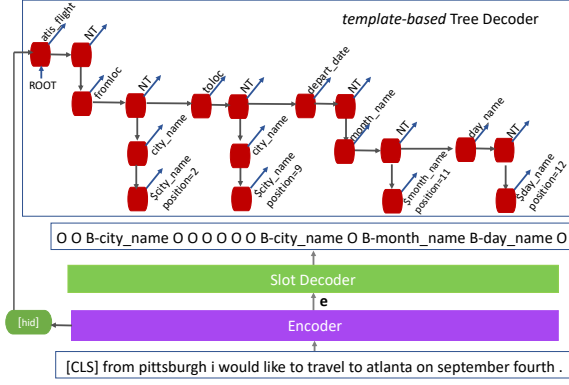 template-based Tree Decoder
atis_flight
NT
ROOT
fromloc
NT
toloc
NT
depart_date
NT
city_name
city_name
month_name
NT
day_name
NT
$city_name
position=2
$city_name
position=9
$month_name
position=11
$day_name
position=12
O O B-city_name O O O O O O B-city_name O B-month_name B-day_name O
Slot Decoder
e
[hid]
Encoder
[CLS] from pittsburgh i would like to travel to atlanta on september fourth .